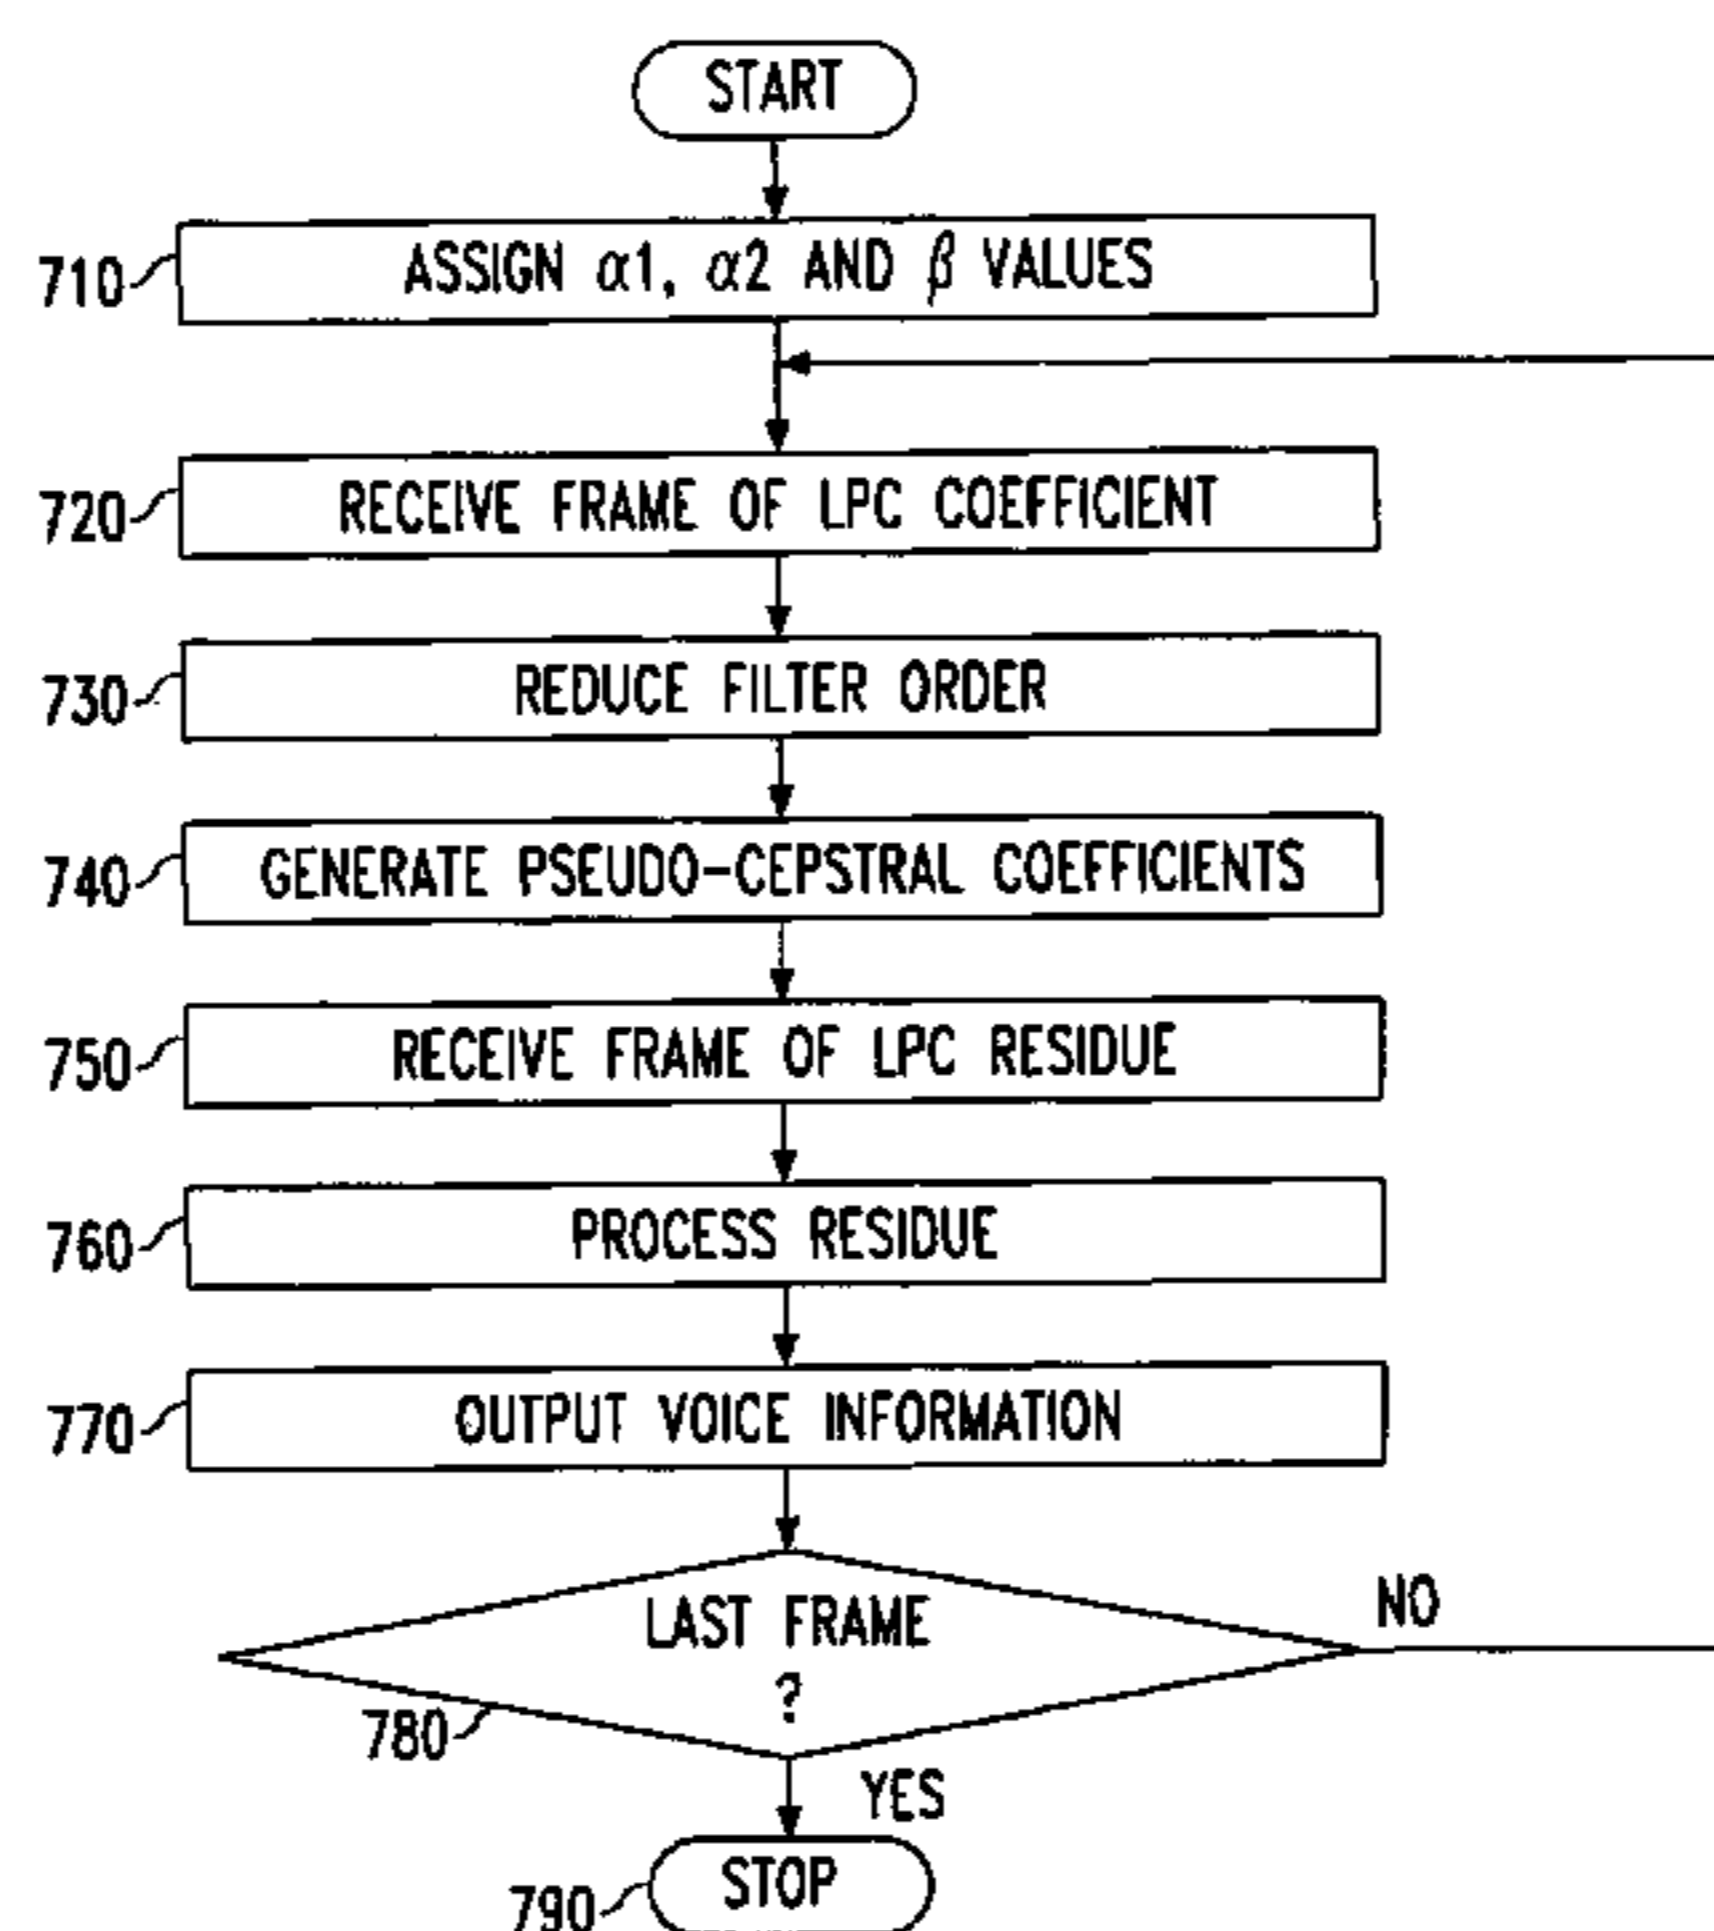 START
710 ASSIGN α1, α2 AND β VALUES
720 RECEIVE FRAME OF LPC COEFFICIENT
730 REDUCE FILTER ORDER
740 GENERATE PSEUDO-CEPSTRAL COEFFICIENTS
750 RECEIVE FRAME OF LPC RESIDUE
760 PROCESS RESIDUE
770 OUTPUT VOICE INFORMATION
LAST FRAME
?
NO
780
YES
790 STOP